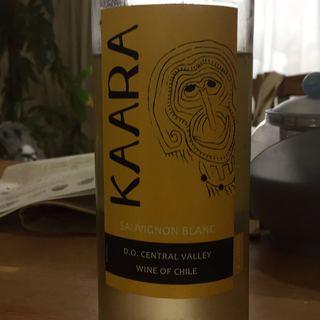 KAARA
SAUVIGNON BLANC
D.O. CENTRAL VALLEY
WINE OF CHILE